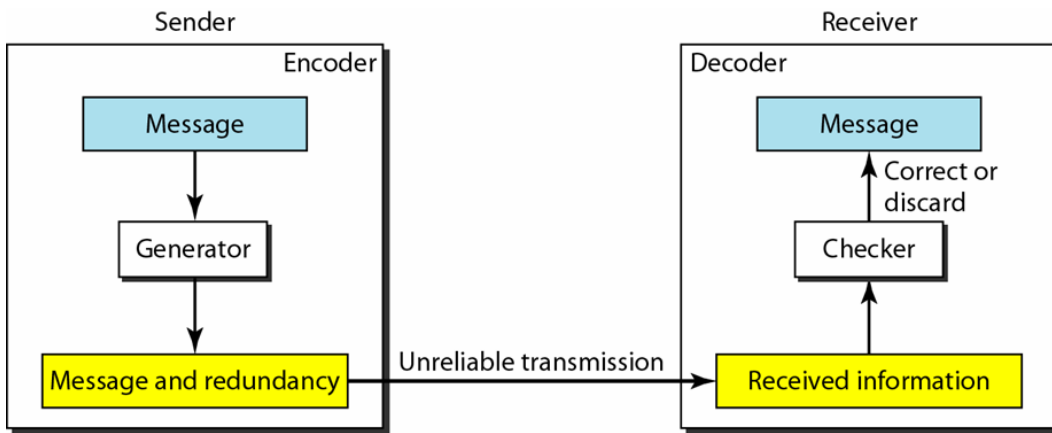 Sender
Encoder
Message
Generator
Message and redundancy
Unreliable transmission
Receiver
Decoder
Message
Correct or
discard
Checker
Received information